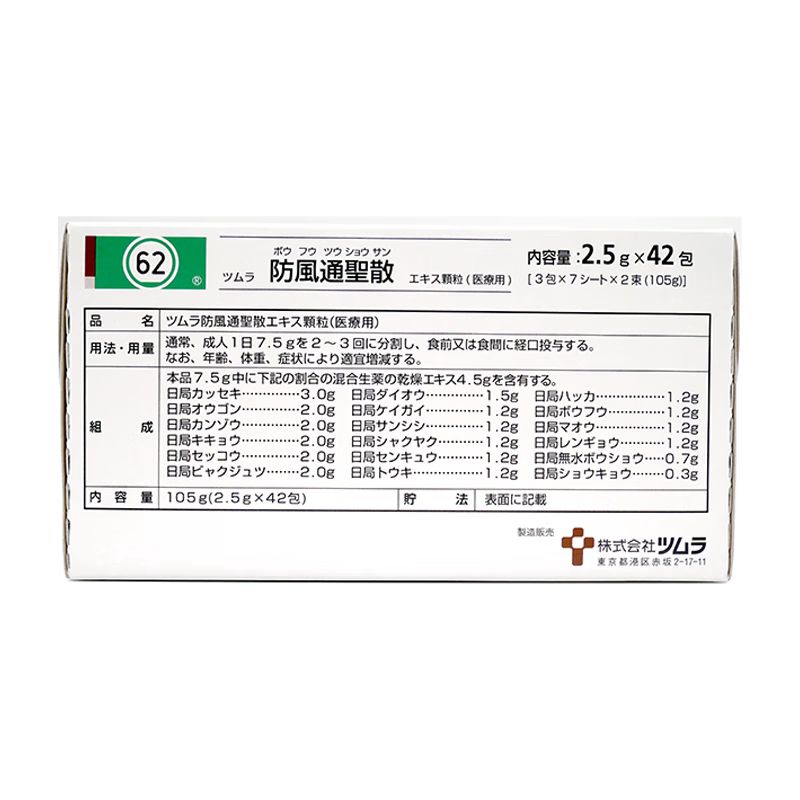 62
®
ツムラ
ボウ フウ ツウ ショウ サン
防風通聖散
エキス顆粒(医療用)
内容量:2.5g×42包
[3包×7シート×2束(105g)]
品 名 ツムラ防風通聖散エキス顆粒(医療用)
用法・用量 通常、成人1日7.5gを2～3回に分割し、食前又は食間に経口投与する。
なお、年齢、体重、症状により適宜増減する。
組 成 本品7.5g中に下記の割合の混合生薬の乾燥エキス4.5gを含有する。
日局カッセキ…………3.0g 日局ダイオウ…………1.5g 日局ハッカ…………1.2g
日局オウゴン…………2.0g 日局ケイガイ…………1.2g 日局ボウフウ…………1.2g
日局カンゾウ…………2.0g 日局サンシシ…………1.2g 日局マオウ…………1.2g
日局キキョウ…………2.0g 日局シャクヤク…………1.2g 日局レンギョウ…………1.2g
日局セッコウ…………2.0g 日局センキュウ…………1.2g 日局無水ボウショウ……0.7g
日局ビャクジュツ………2.0g 日局トウキ…………1.2g 日局ショウキョウ………0.3g
内容量 105g(2.5g×42包) 貯 法 表面に記載
製造販売 株式会社ツムラ
東京都港区赤坂2-17-11